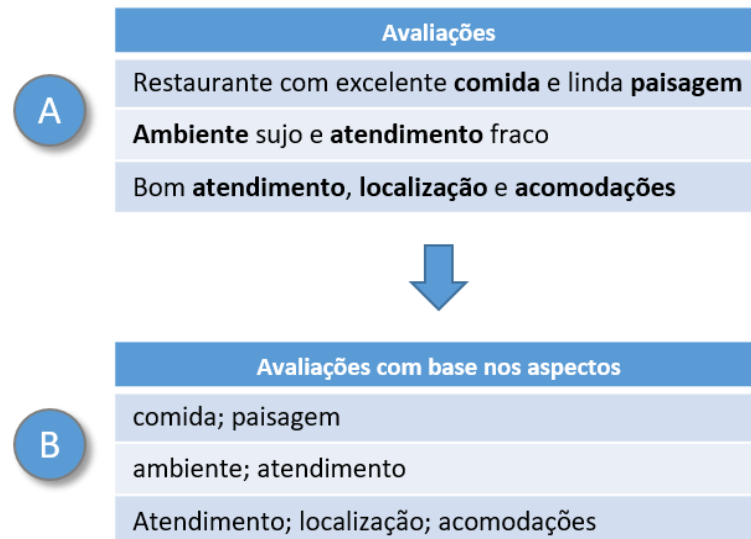 Avaliações
A
Restaurante com excelente comida e linda paisagem
Ambiente sujo e atendimento fraco
Bom atendimento, localização e acomodações
Avaliações com base nos aspectos
B
comida; paisagem
ambiente; atendimento
Atendimento; localização; acomodações